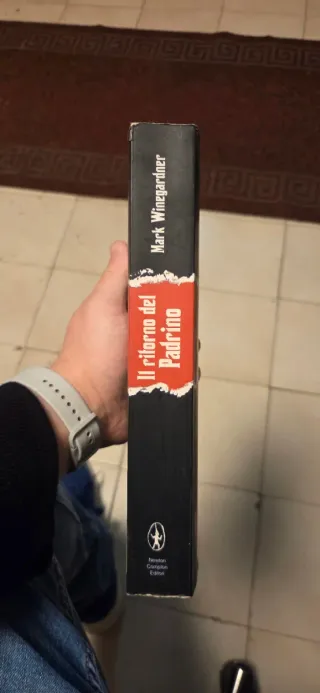 Mark Winegardner
Il ritorno del
Padrino
Newton
Compton
Editori